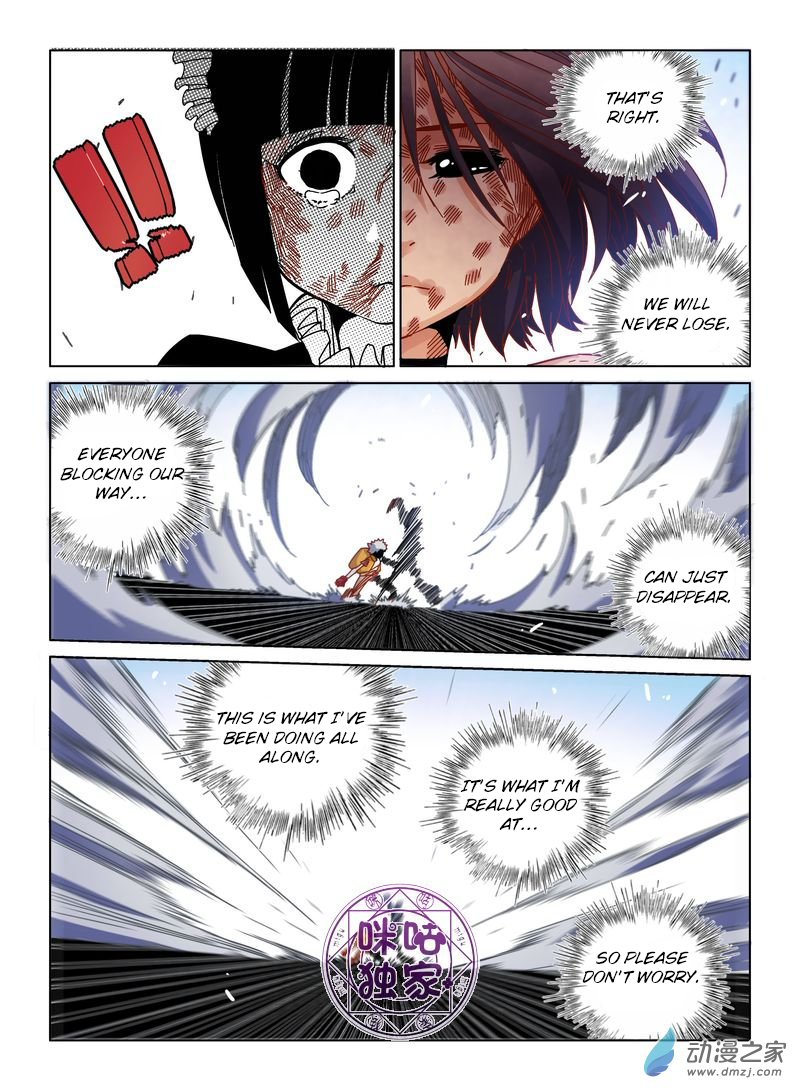 !!
THAT'S
RIGHT.
WE WILL
NEVER LOSE.
EVERYONE
BLOCKING OUR
WAY...
CAN JUST
DISAPPEAR.
THIS IS WHAT I'VE
BEEN DOING ALL
ALONG.
IT'S WHAT I'M
REALLY GOOD
AT...
SO PLEASE
DON'T WORRY.
咪咕
独家
动漫之家
www.dmzj.com